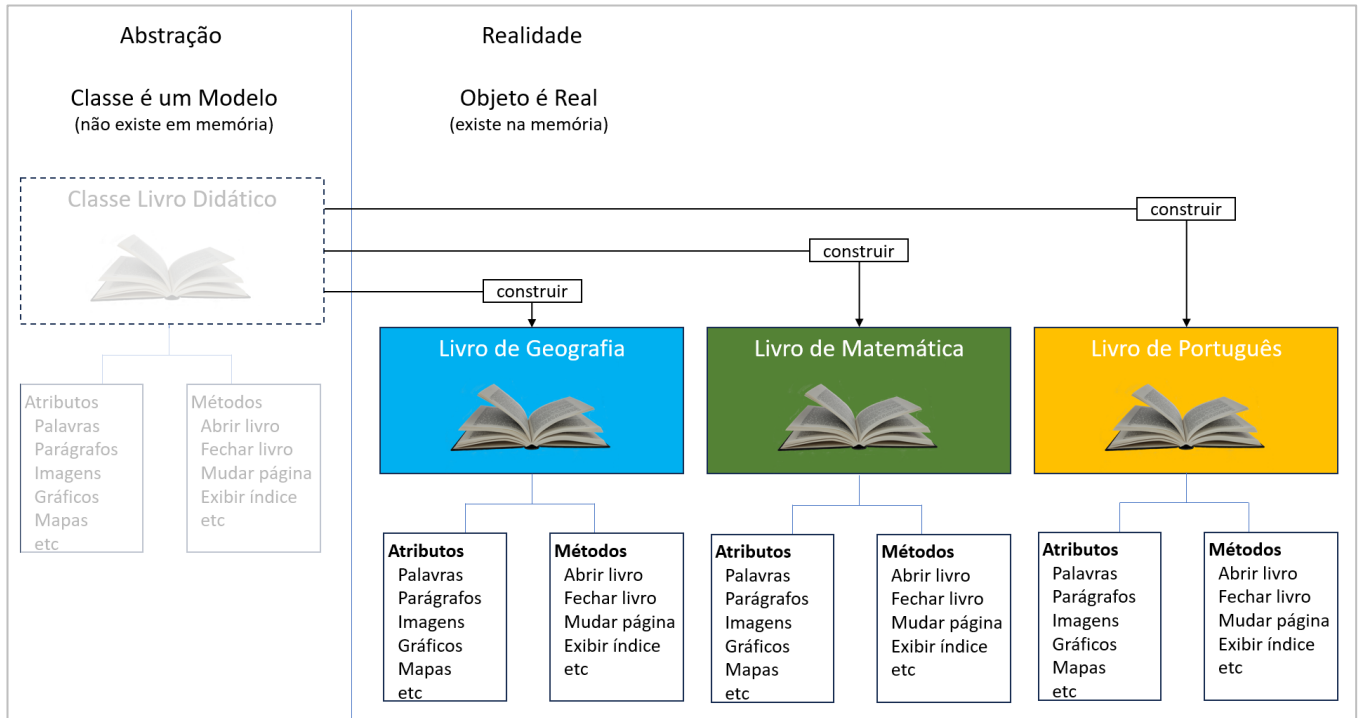 Abstração
Classe é um Modelo
(não existe em memória)
Classe Livro Didático
Atributos
Palavras
Parágrafos
Imagens
Gráficos
Mapas
etc
Métodos
Abrir livro
Fechar livro
Mudar página
Exibir índice
etc
Realidade
Objeto é Real
(existe na memória)
construir
construir
construir
Livro de Geografia
Atributos
Palavras
Parágrafos
Imagens
Gráficos
Mapas
etc
Métodos
Abrir livro
Fechar livro
Mudar página
Exibir índice
etc
Livro de Matemática
Atributos
Palavras
Parágrafos
Imagens
Gráficos
Mapas
etc
Métodos
Abrir livro
Fechar livro
Mudar página
Exibir índice
etc
Livro de Português
Atributos
Palavras
Parágrafos
Imagens
Gráficos
Mapas
etc
Métodos
Abrir livro
Fechar livro
Mudar página
Exibir índice
etc